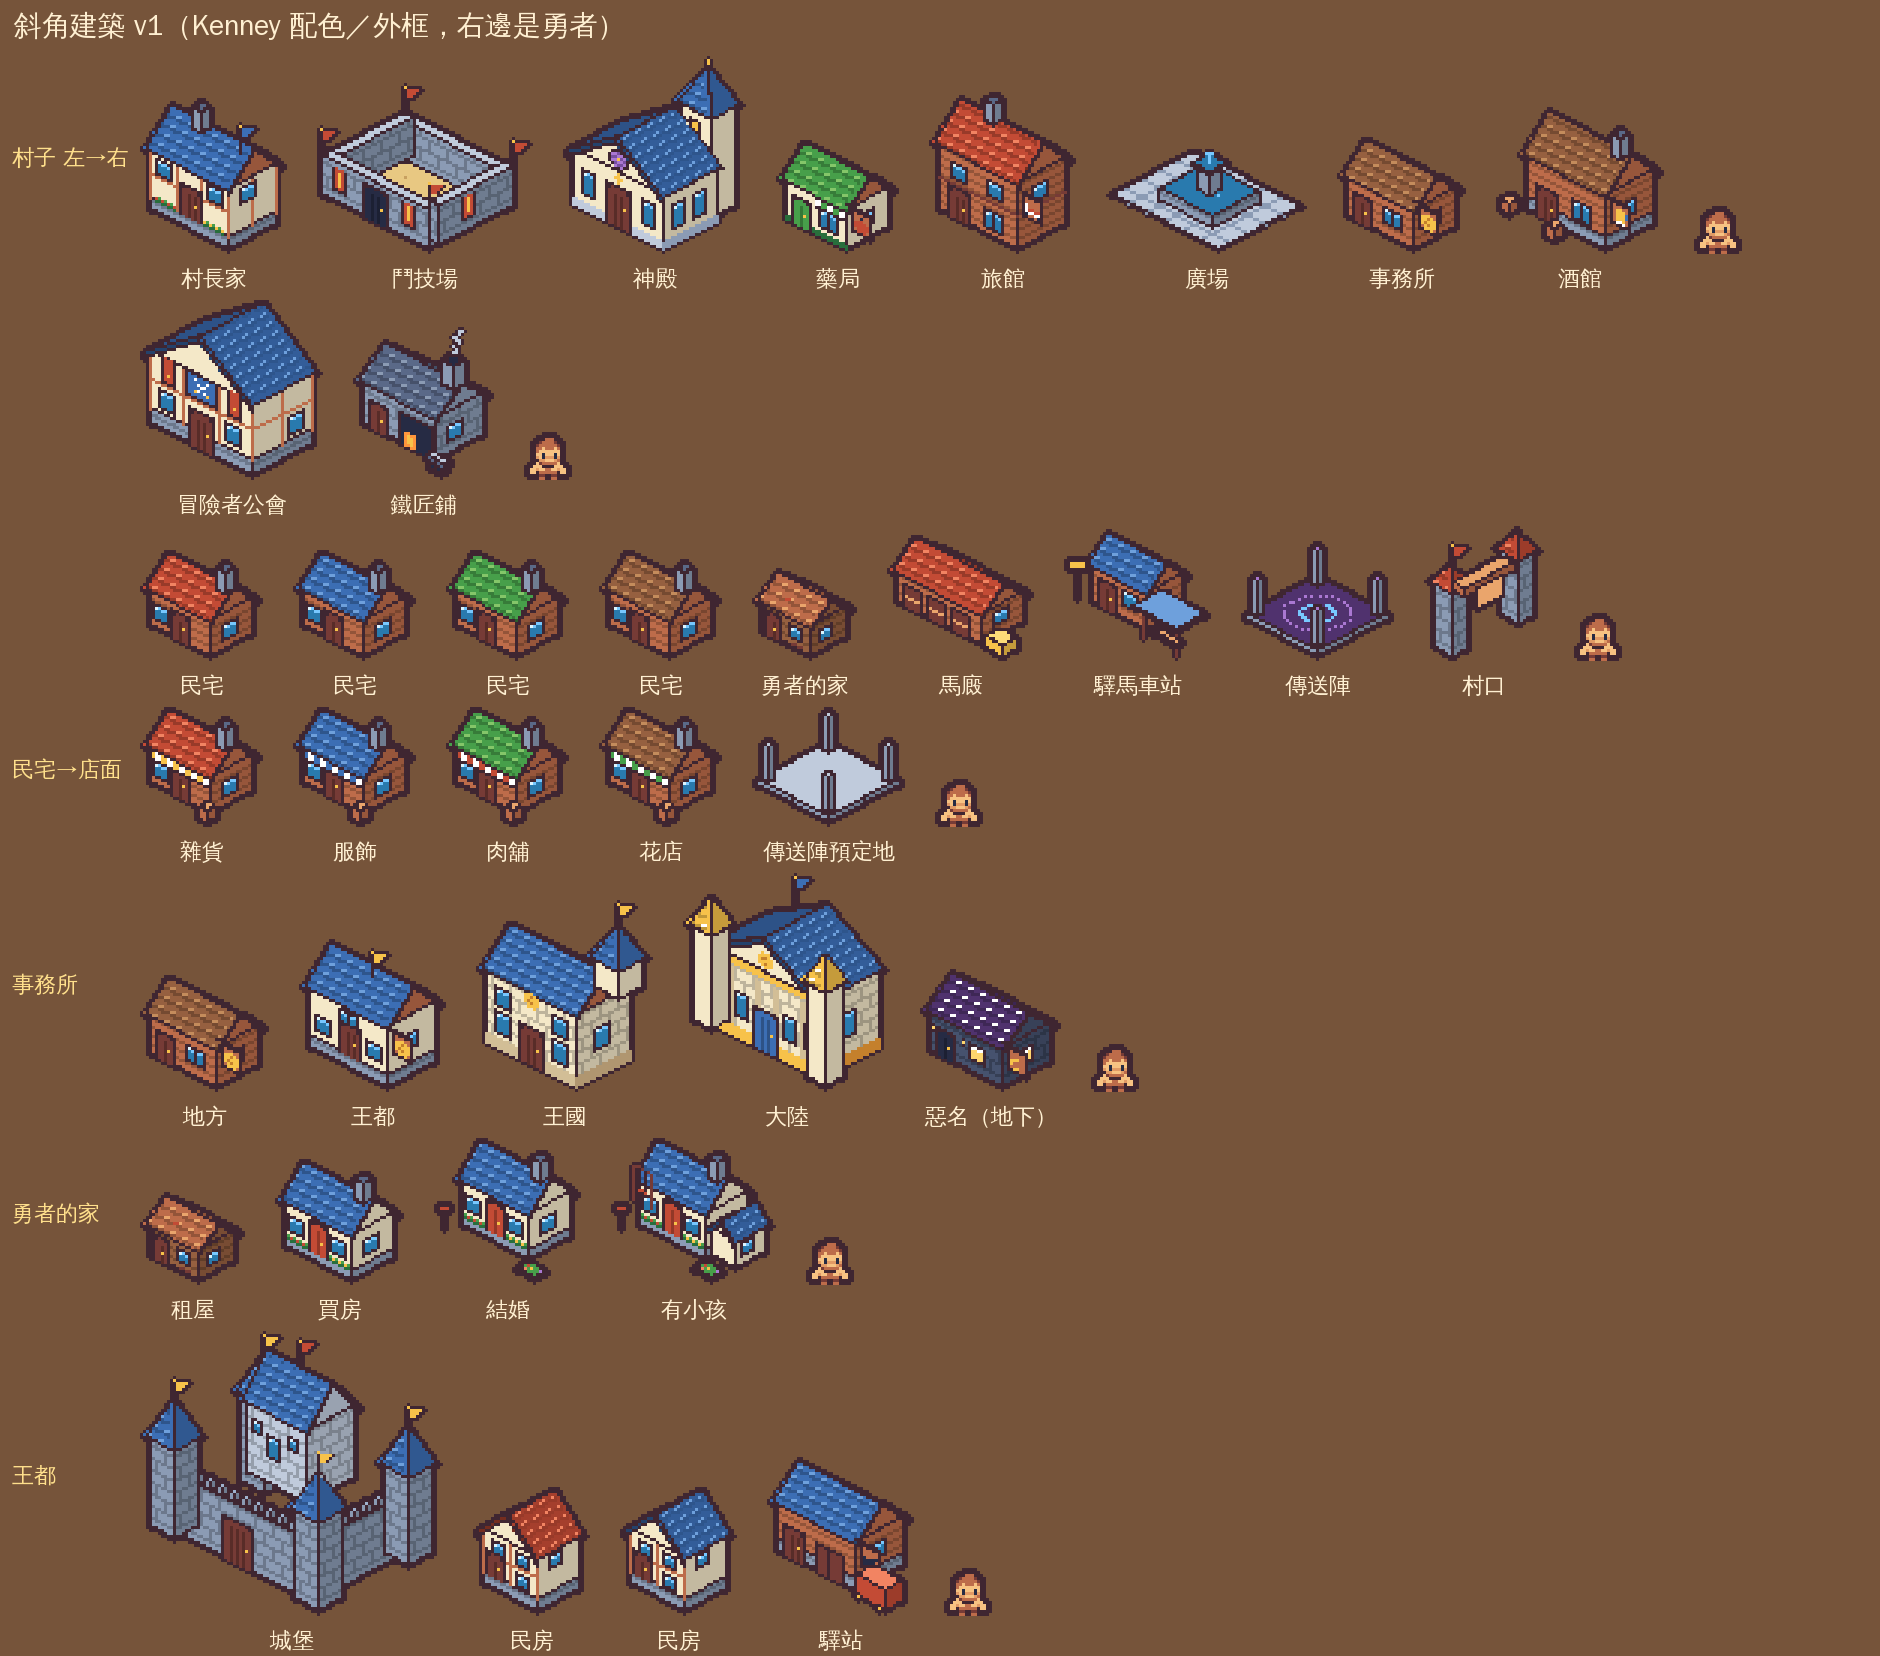 斜角建築 v1（Kenney 配色／外框，右邊是勇者）
村子 左→右
村長家 鬥技場 神殿 藥局 旅館 廣場 事務所 酒館
冒險者公會 鐵匠鋪
民宅 民宅 民宅 民宅 勇者的家 馬廄 驛馬車站 傳送陣 村口
民宅→店面
雜貨 服飾 肉舖 花店 傳送陣預定地
事務所
地方 王都 王國 大陸 惡名（地下）
勇者的家
租屋 買房 結婚 有小孩
王都
城堡 民房 民房 驛站